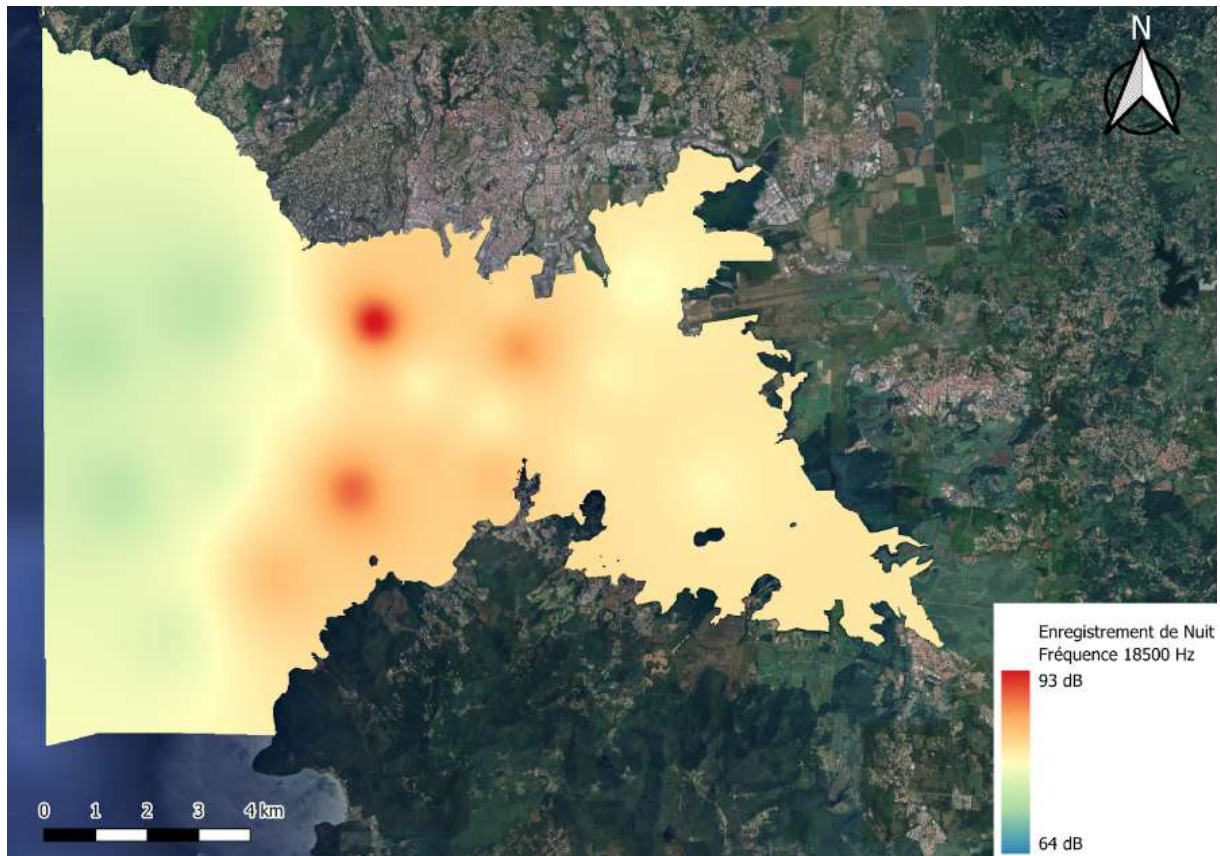 N
Enregistrement de Nuit
Fréquence 18500 Hz
93 dB
64 dB
0 1 2 3 4 km